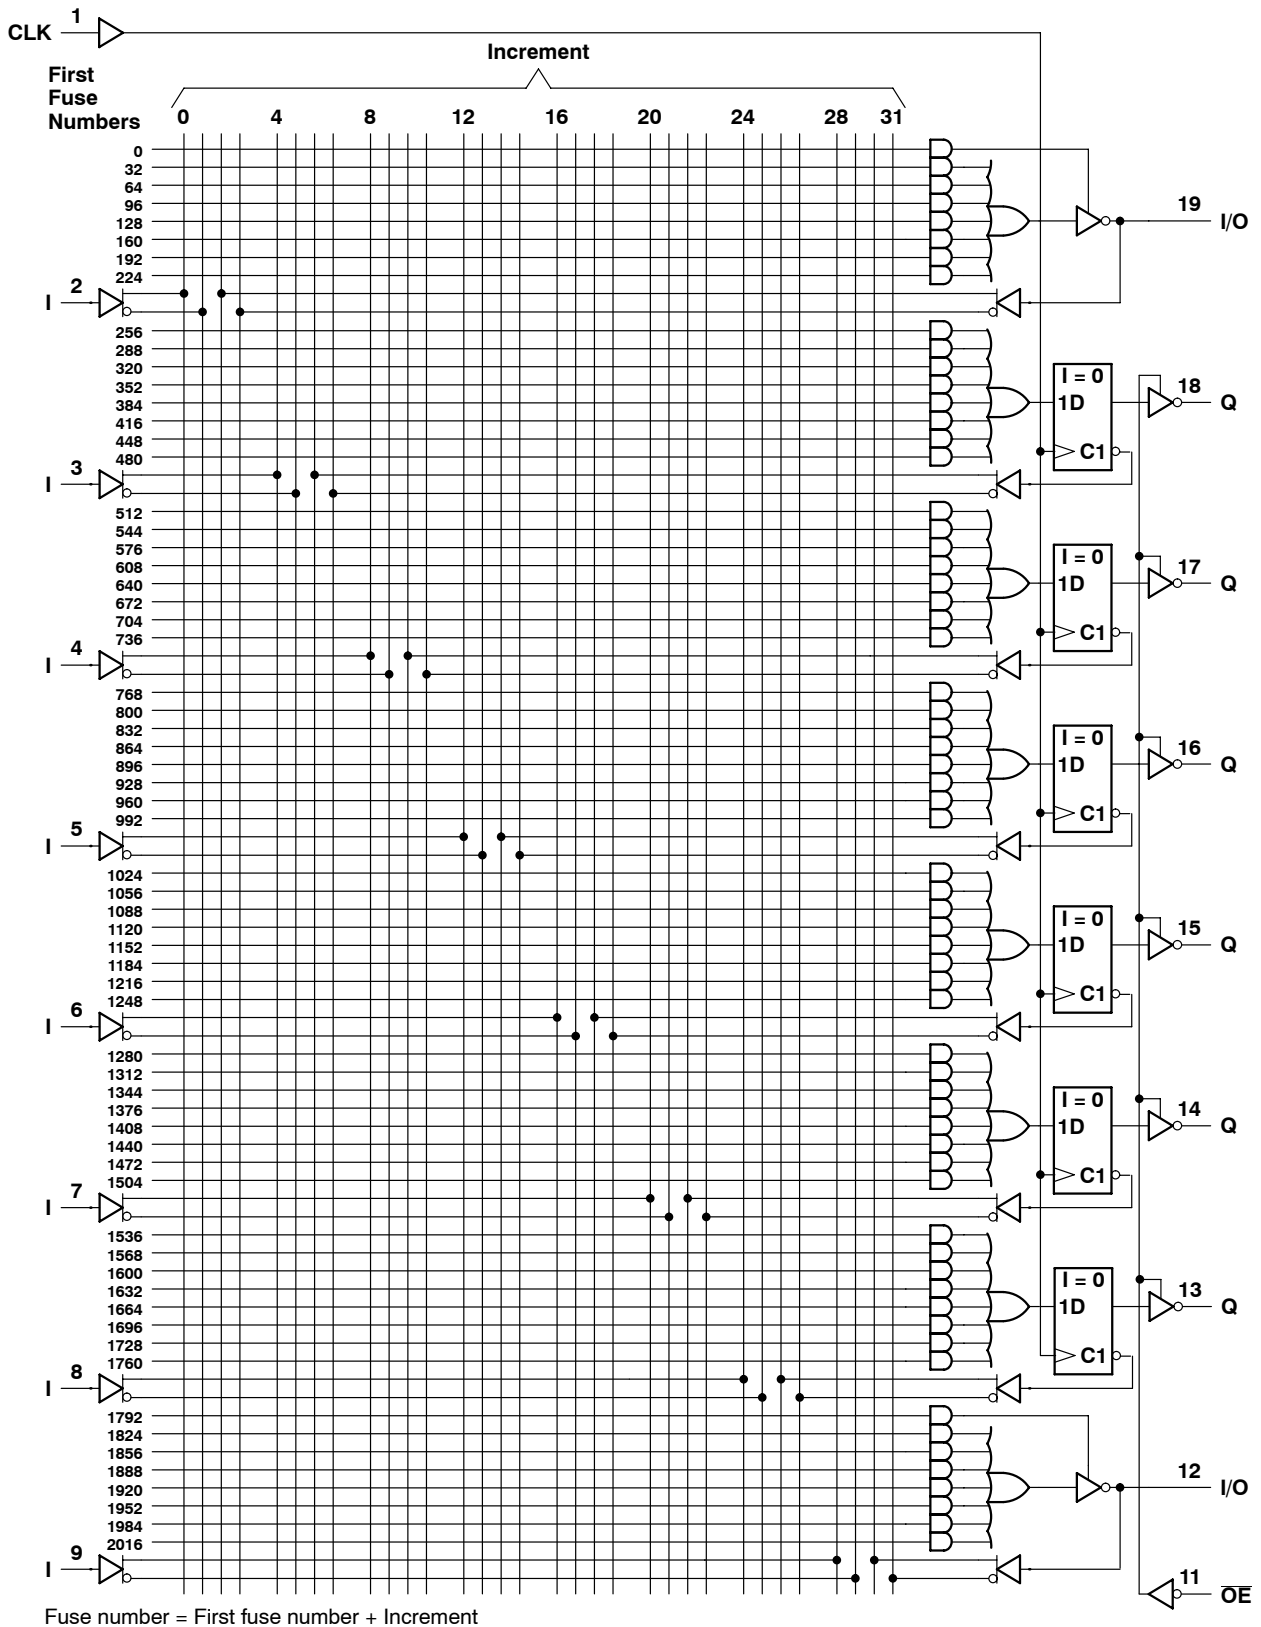 CLK 1
Increment
First
Fuse
Numbers
0 4 8 12 16 20 24 28 31
0
32
64
96
128
160
192
224
19 I/O
I 2
256
288
320
352
384
416
448
480
I = 0
1D
C1
18 Q
I 3
512
544
576
608
640
672
704
736
I = 0
1D
C1
17 Q
I 4
768
800
832
864
896
928
960
992
I = 0
1D
C1
16 Q
I 5
1024
1056
1088
1120
1152
1184
1216
1248
I = 0
1D
C1
15 Q
I 6
1280
1312
1344
1376
1408
1440
1472
1504
I = 0
1D
C1
14 Q
I 7
1536
1568
1600
1632
1664
1696
1728
1760
I = 0
1D
C1
13 Q
I 8
1792
1824
1856
1888
1920
1952
1984
2016
12 I/O
I 9
11 OE
Fuse number = First fuse number + Increment